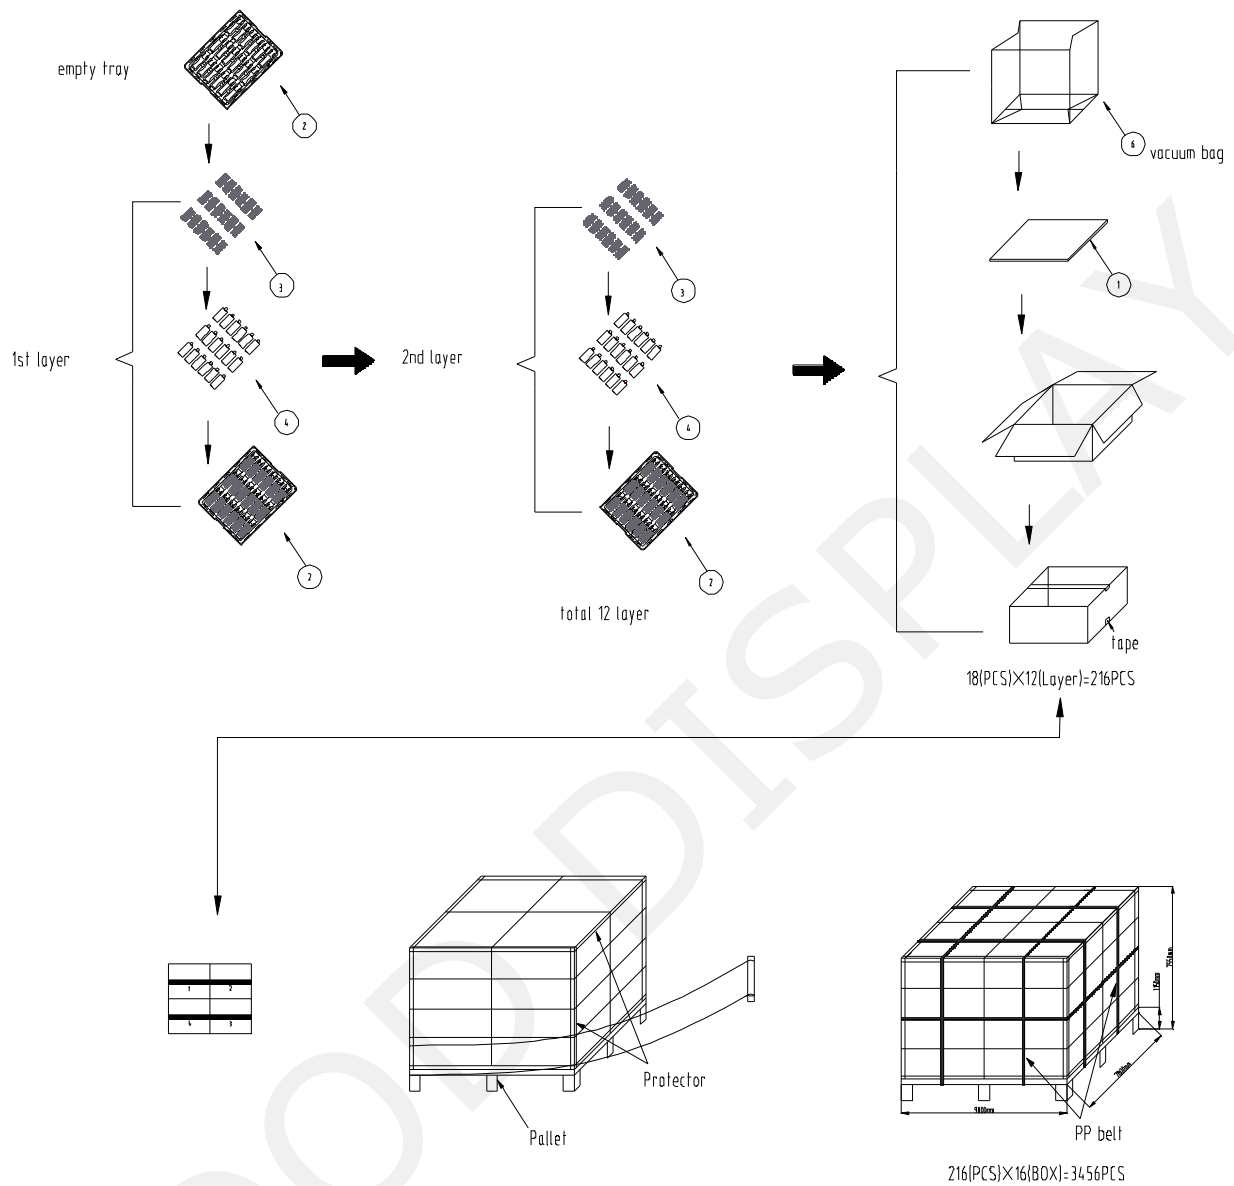 empty tray
2
6
vacuum bag
3
3
1
1st layer
2nd layer
4
4
2
2
total 12 layer
tape
18(PCS)X12(Layer)=216PCS
1 2
4 3
Protector
Pallet
PP belt
216(PCS)X16(BOX)=3456PCS
OOD DISPLAY